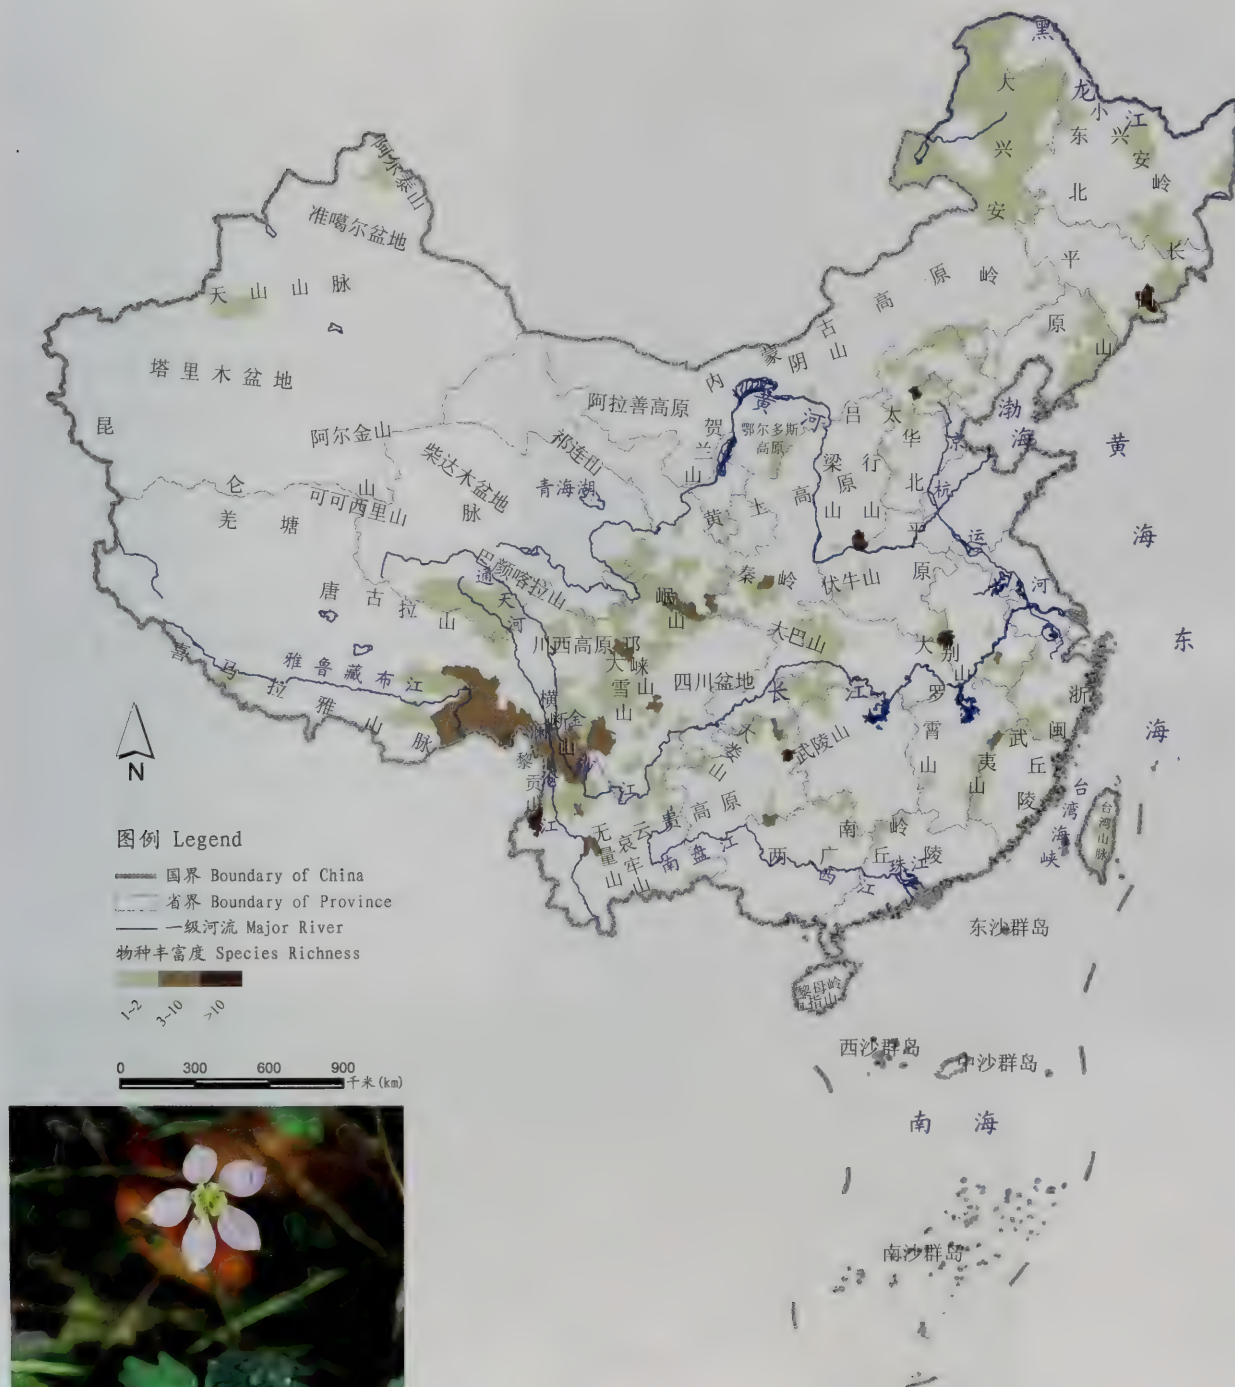 黑龙江
大兴安岭
小兴安岭
东北平原
长白山
阿尔泰山
准噶尔盆地
天山山脉
塔里木盆地
内蒙古高原
阴山
阿拉善高原
贺兰山
黄河
鄂尔多斯
高原
吕梁山
太行山
华北平原
京杭运河
渤海
黄海
东海
昆仑山脉
阿尔金山
祁连山
柴达木盆地
青海湖
可可西里山
羌塘
黄土高原
秦岭
伏牛山
巴颜喀拉山
通天河
唐古拉山
岷山
川西高原
邛崃山
大雪山
大巴山
大别山
四川盆地
长江
喜马拉雅山脉
雅鲁藏布江
横断山
金沙江
澜
黎贡山
大娄山
武陵山
罗霄山
武夷山
浙闽丘陵
无量山
哀牢山
云贵高原
南盘江
南岭
两广丘陵
西江
珠江
台湾海峡
台湾山脉
东沙群岛
黎母岭
五指山
西沙群岛
中沙群岛
南海
南沙群岛
N
图例 Legend
国界 Boundary of China
省界 Boundary of Province
一级河流 Major River
物种丰富度 Species Richness
1-2
3-10
>10
0 300 600 900
千米(km)